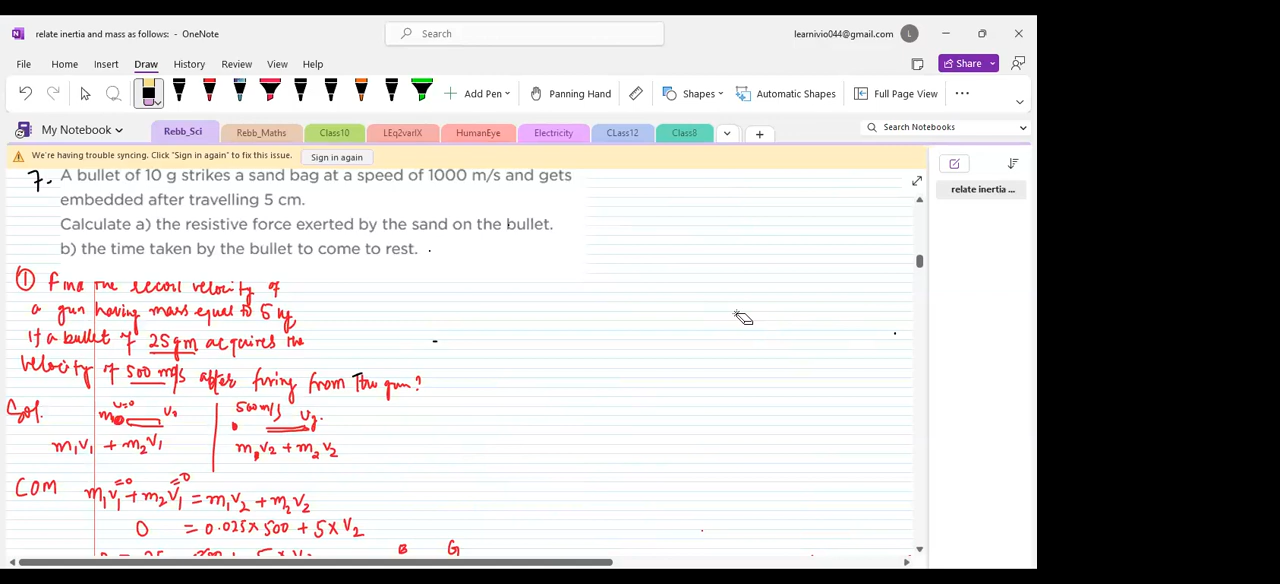 relate inertia and mass as follows: - OneNote
Search
learnivio044@gmail.com
L
File Home Insert Draw History Review View Help
Share
Add Pen
Panning Hand
Shapes
Automatic Shapes
Full Page View
My Notebook
Rebb_Sci
Rebb_Maths
Class10
LEq2varIX
HumanEye
Electricity
CLass12
Class8
Search Notebooks
We're having trouble syncing. Click "Sign in again" to fix this issue.
Sign in again
relate inertia ...
7. A bullet of 10 g strikes a sand bag at a speed of 1000 m/s and gets
embedded after travelling 5 cm.
Calculate a) the resistive force exerted by the sand on the bullet.
b) the time taken by the bullet to come to rest.
① Find the recoil velocity of
a gun having mass equal to 5 kg,
If a bullet of 25gm acquires the
velocity of 500 m/s after firing from the gun?
Sol.
500m/s
m₁v₁ + m₂v₁
m₁v₂ + m₂v₂
COM m₁v₁ =0 + m₂v₁ =0 = m₁v₂ + m₂v₂
0 = 0.025 × 500 + 5 × v₂
B G